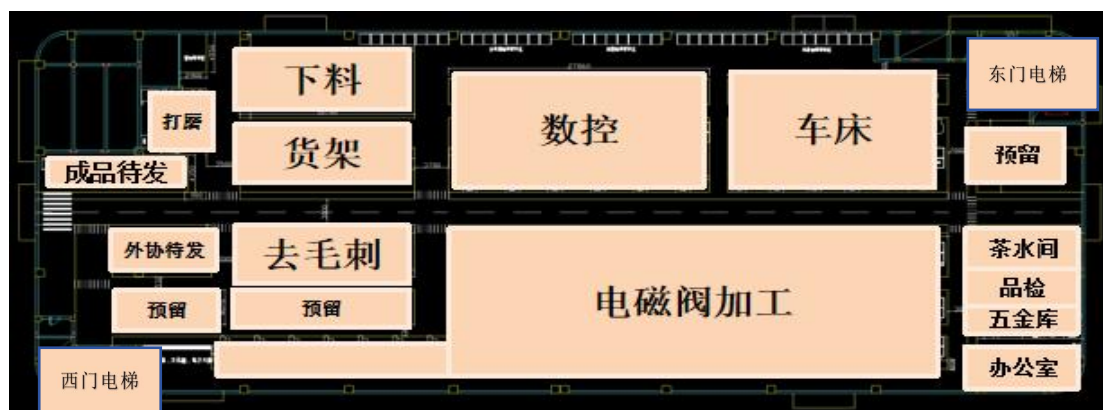 下料
数控
车床
东门电梯
打磨
货架
预留
成品待发
外协待发
去毛刺
电磁阀加工
茶水间
品检
预留
预留
五金库
办公室
西门电梯